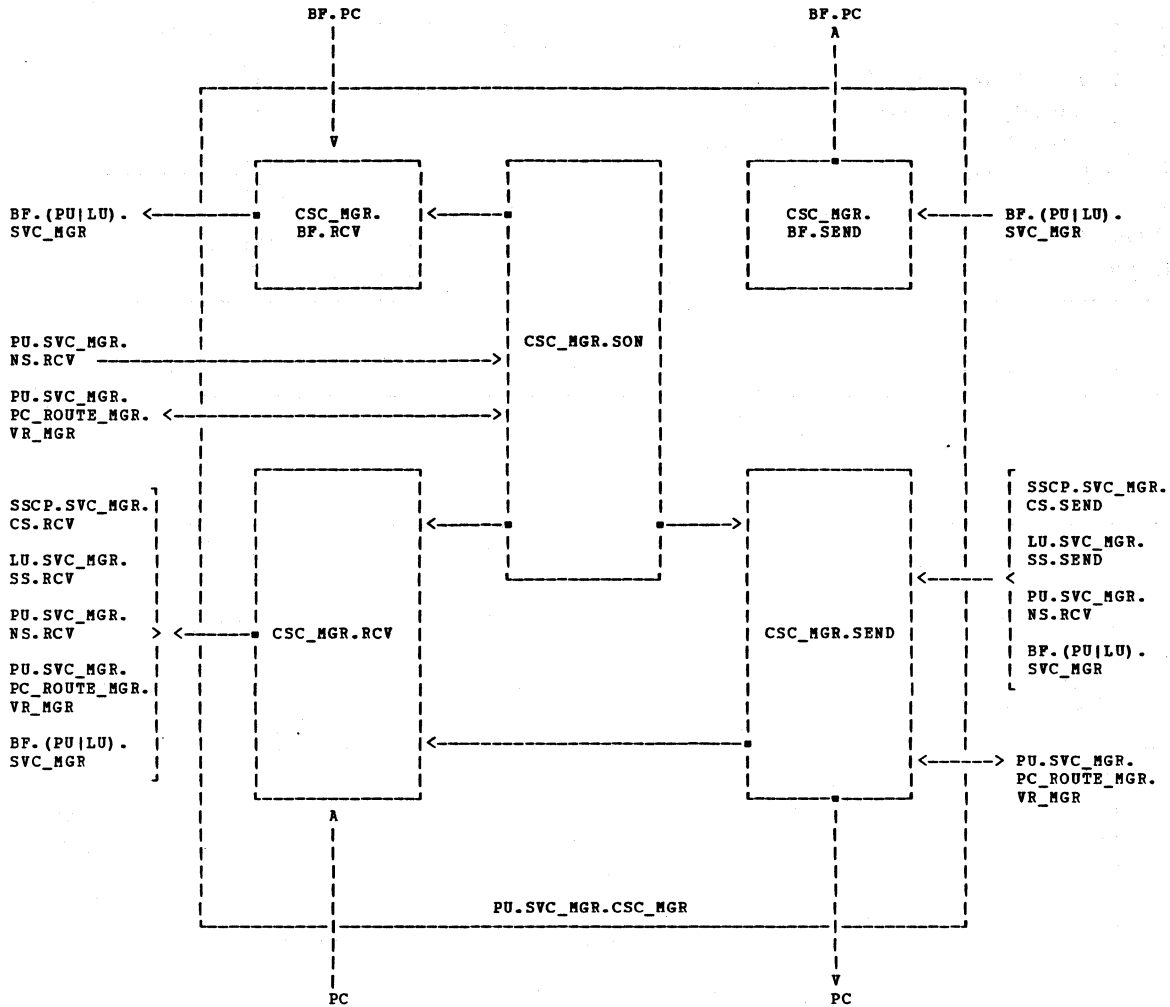 BF.PC
BF.PC
BF.(PU|LU).
SVC_MGR
CSC_MGR.
BF.RCV
CSC_MGR.
BF.SEND
BF.(PU|LU).
SVC_MGR
PU.SVC_MGR.
NS.RCV
CSC_MGR.SON
PU.SVC_MGR.
PC_ROUTE_MGR.
VR_MGR
SSCP.SVC_MGR.
CS.RCV
LU.SVC_MGR.
SS.RCV
PU.SVC_MGR.
NS.RCV
PU.SVC_MGR.
PC_ROUTE_MGR.
VR_MGR
BF.(PU|LU).
SVC_MGR
CSC_MGR.RCV
CSC_MGR.SEND
SSCP.SVC_MGR.
CS.SEND
LU.SVC_MGR.
SS.SEND
PU.SVC_MGR.
NS.RCV
BF.(PU|LU).
SVC_MGR
PU.SVC_MGR.
PC_ROUTE_MGR.
VR_MGR
PU.SVC_MGR.CSC_MGR
PC
PC